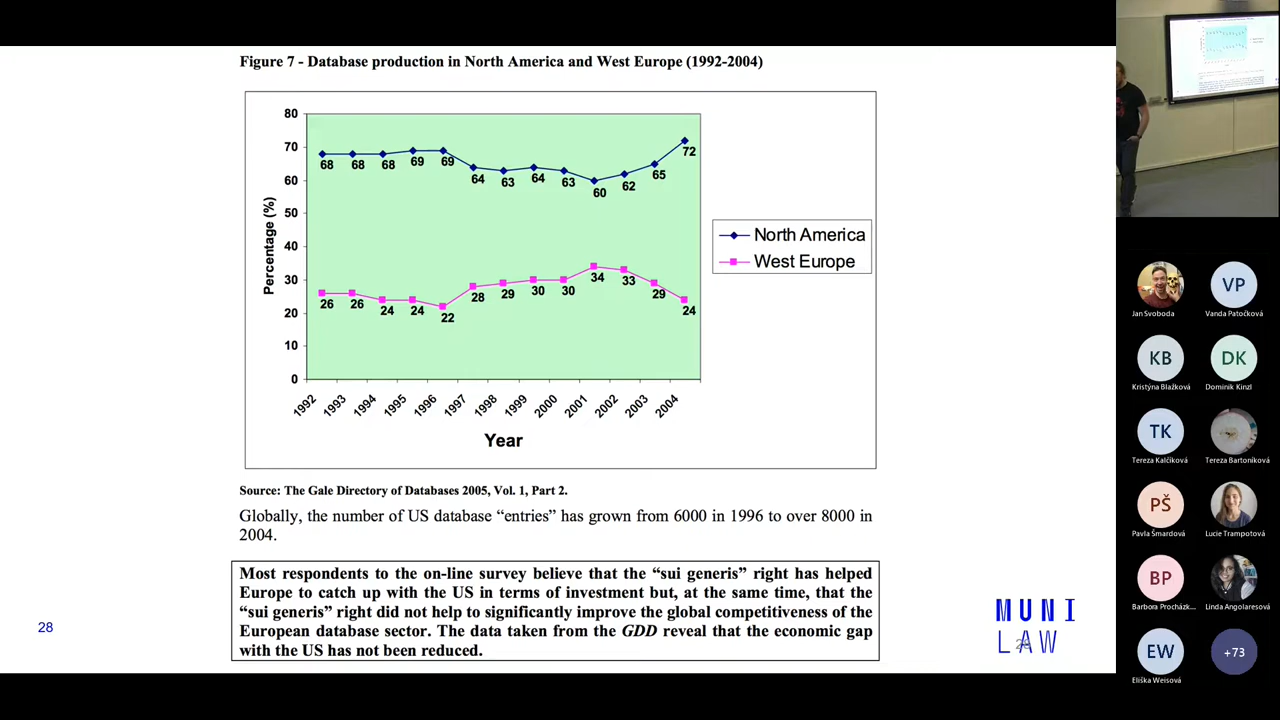 Figure 7 - Database production in North America and West Europe (1992-2004)
80
70
60
50
40
30
20
10
0
Percentage (%)
68 68 68 69 69 64 63 64 63 60 62 65 72
26 26 24 24 22 28 29 30 30 34 33 29 24
1992 1993 1994 1995 1996 1997 1998 1999 2000 2001 2002 2003 2004
Year
North America
West Europe
Source: The Gale Directory of Databases 2005, Vol. 1, Part 2.
Globally, the number of US database “entries” has grown from 6000 in 1996 to over 8000 in
2004.
Most respondents to the on-line survey believe that the “sui generis” right has helped
Europe to catch up with the US in terms of investment but, at the same time, that the
“sui generis” right did not help to significantly improve the global competitiveness of the
European database sector. The data taken from the GDD reveal that the economic gap
with the US has not been reduced.
28
MUNI
LAW
Jan Svoboda
VP
Vanda Patočková
KB
Kristýna Blažková
DK
Dominik Kinzl
TK
Tereza Kalčíková
Tereza Bartoníková
PŠ
Pavla Šmardová
Lucie Trampotová
BP
Barbora Procházk...
Linda Angolaresová
EW
Eliška Weisová
+73